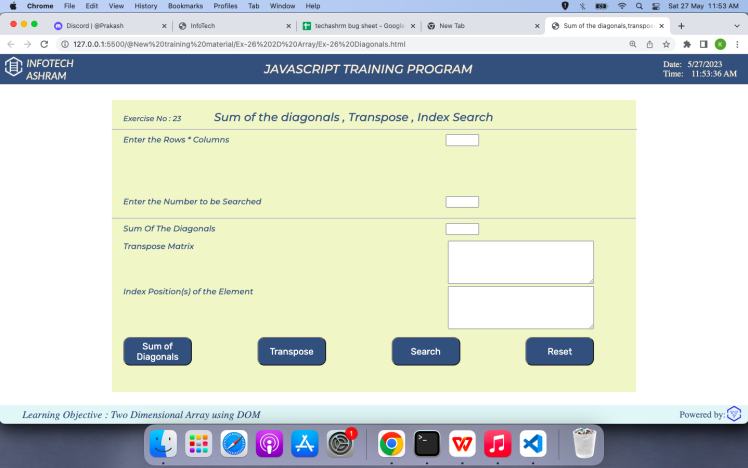 Chrome File Edit View History Bookmarks Profiles Tab Window Help Sat 27 May 11:53 AM
Discord | @Prakash InfoTech techashrm bug sheet - Google New Tab Sum of the diagonals,transpos
127.0.0.1:5500/@New%20training%20material/Ex-26%202D%20Array/Ex-26%20Diagonals.html K
INFOTECH
ASHRAM
JAVASCRIPT TRAINING PROGRAM
Date: 5/27/2023
Time: 11:53:36 AM
Exercise No : 23 Sum of the diagonals , Transpose , Index Search
Enter the Rows * Columns
Enter the Number to be Searched
Sum Of The Diagonals
Transpose Matrix
Index Position(s) of the Element
Sum of
Diagonals
Transpose
Search
Reset
Learning Objective : Two Dimensional Array using DOM Powered by:
1